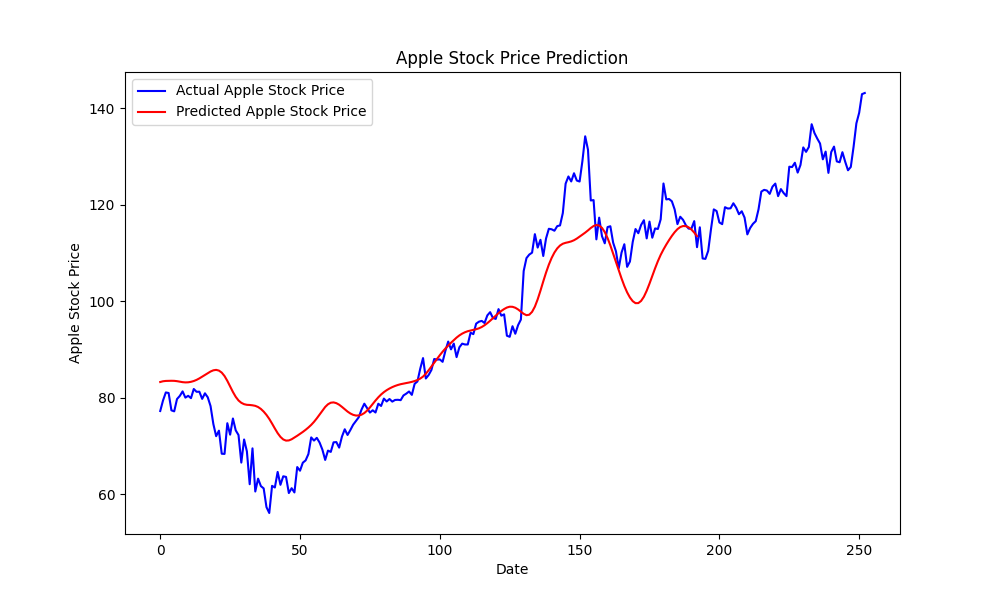 Apple Stock Price Prediction
Actual Apple Stock Price
Predicted Apple Stock Price
Apple Stock Price
140
120
100
80
60
0 50 100 150 200 250
Date